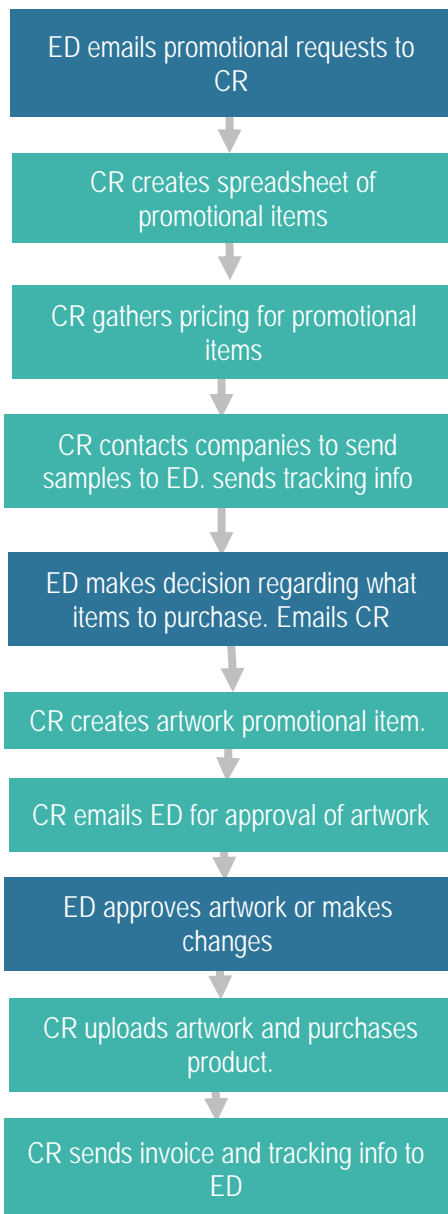 ED emails promotional requests to
CR
CR creates spreadsheet of
promotional items
CR gathers pricing for promotional
items
CR contacts companies to send
samples to ED. sends tracking info
ED makes decision regarding what
items to purchase. Emails CR
CR creates artwork promotional item.
CR emails ED for approval of artwork
ED approves artwork or makes
changes
CR uploads artwork and purchases
product.
CR sends invoice and tracking info to
ED